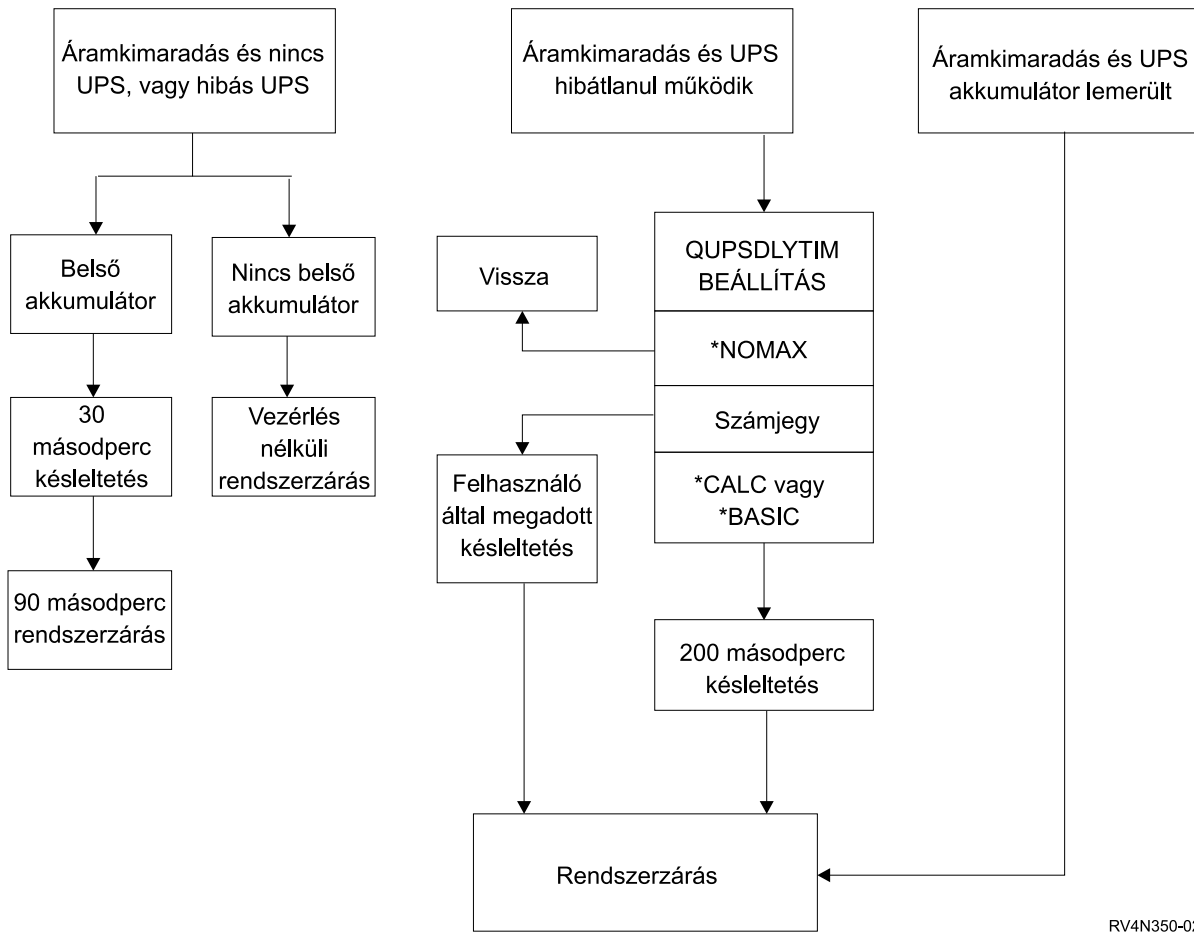 Áramkimaradás és nincs
UPS, vagy hibás UPS
Áramkimaradás és UPS
hibátlanul működik
Áramkimaradás és UPS
akkumulátor lemerült
Belső
akkumulátor
Nincs belső
akkumulátor
Vissza
QUPSDLYTIM
BEÁLLÍTÁS
*NOMAX
Számjegy
*CALC vagy
*BASIC
30
másodperc
késleltetés
Vezérlés
nélküli
rendszerzárás
Felhasználó
által megadott
késleltetés
90 másodperc
rendszerzárás
200 másodperc
késleltetés
Rendszerzárás
RV4N350-02